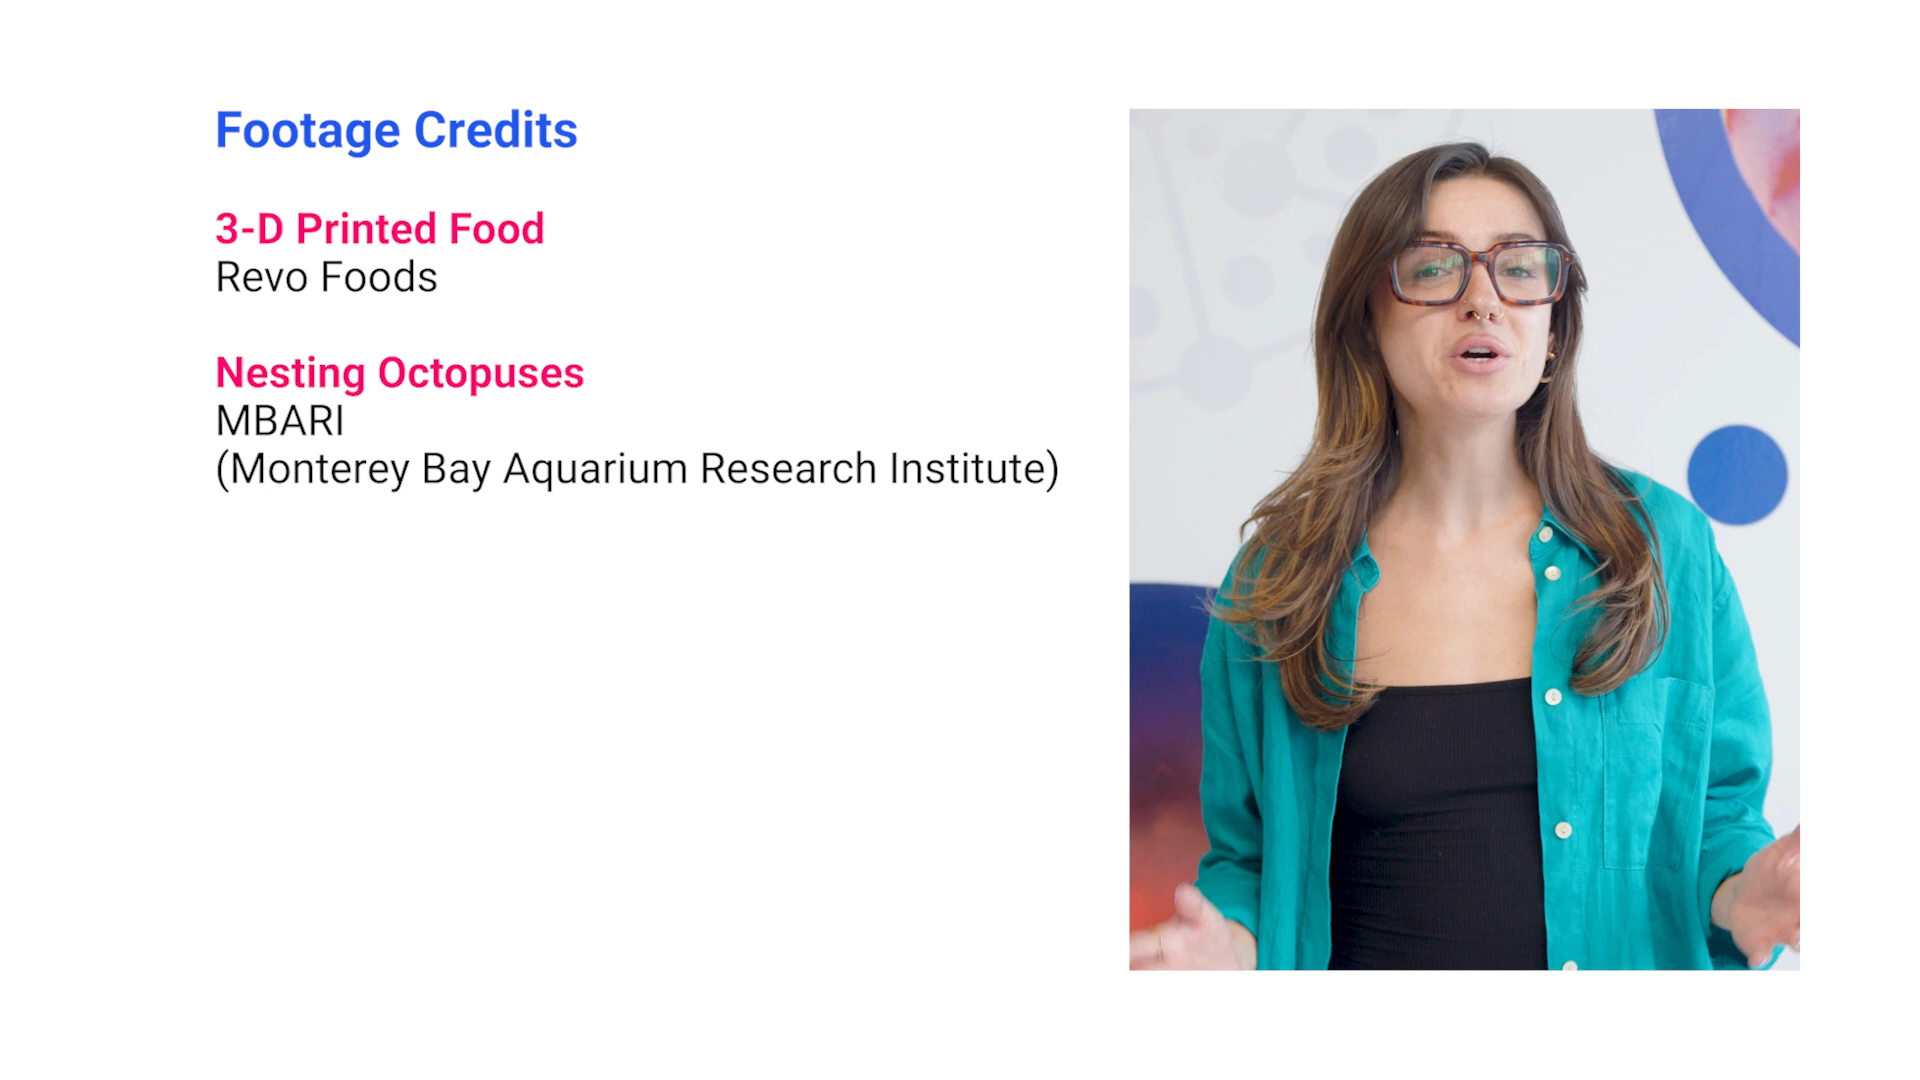 Footage Credits
3-D Printed Food
Revo Foods
Nesting Octopuses
MBARI
(Monterey Bay Aquarium Research Institute)